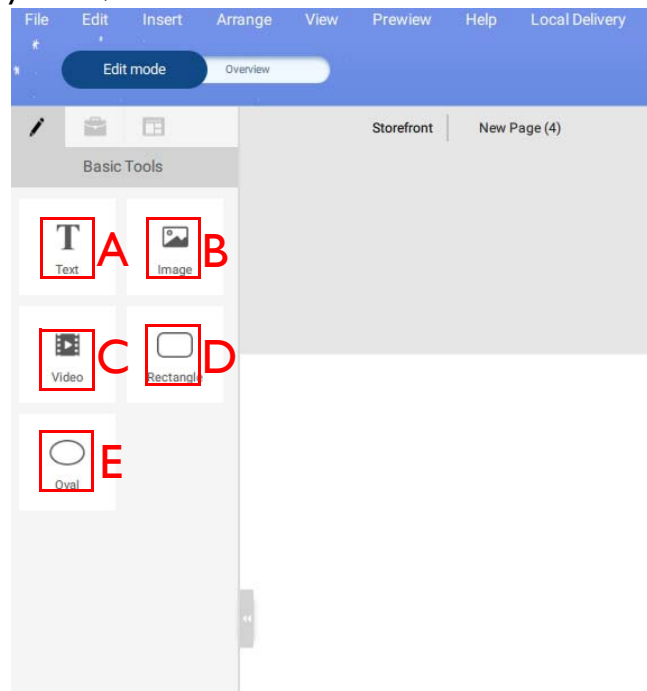 File Edit Insert Arrange View Prewiew Help Local Delivery
Edit mode Overview
Storefront New Page (4)
Basic Tools
T A B
Text Image
C D
Video Rectangle
E
Oval